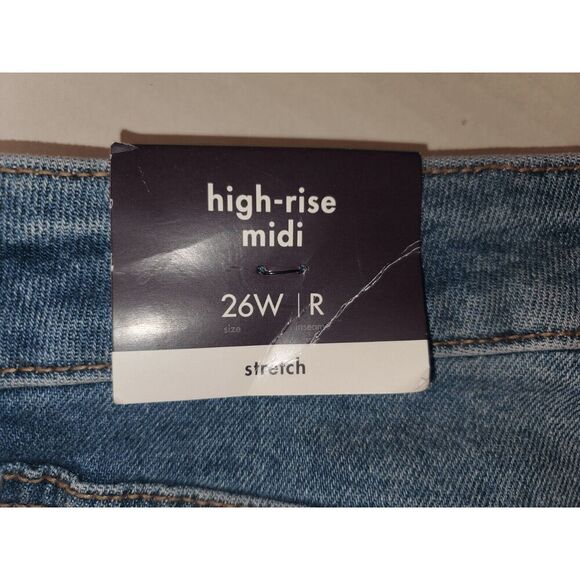 high-rise
midi
26W | R
size inseam
stretch